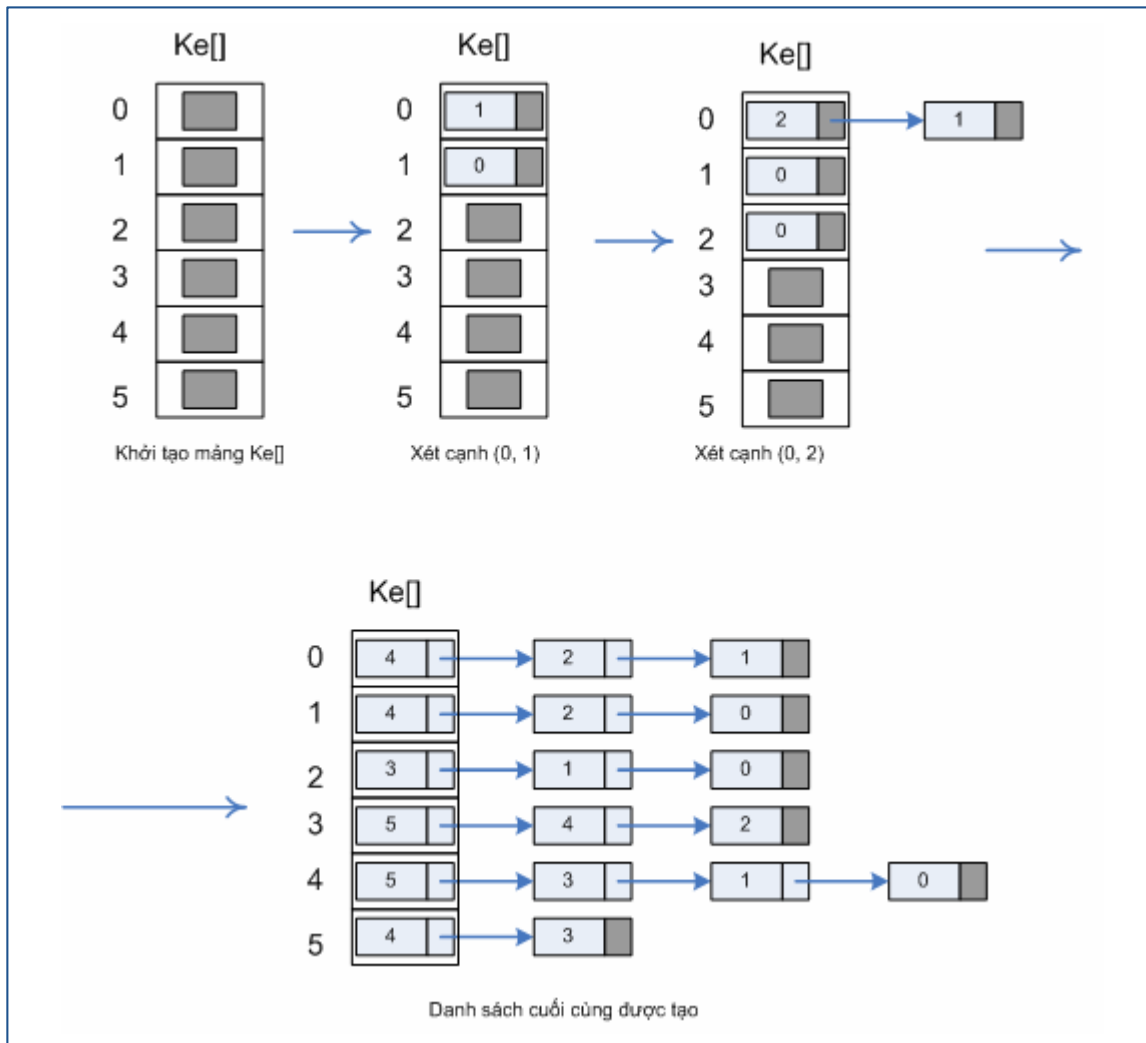 Ke[]
Ke[]
Ke[]
0
1
2
3
4
5
0 1
1 0
2
3
4
5
0 2 1
1 0
2 0
3
4
5
Khởi tạo mảng Ke[]
Xét cạnh (0, 1)
Xét cạnh (0, 2)
Ke[]
0 4 2 1
1 4 2 0
2 3 1 0
3 5 4 2
4 5 3 1 0
5 4 3
Danh sách cuối cùng được tạo